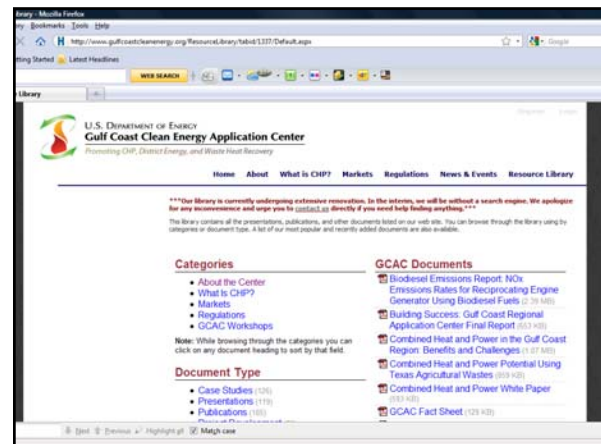 ibrary - Mozilla Firefox
ory Bookmarks Tools Help
http://www.gulfcoastcleanenergy.org/ResourceLibrary/tabid/1337/Default.aspx
Google
tting Started Latest Headlines
WEB SEARCH
Library
Register Login
U.S. DEPARTMENT OF ENERGY
Gulf Coast Clean Energy Application Center
Promoting CHP, District Energy, and Waste Heat Recovery
Home About What is CHP? Markets Regulations News & Events Resource Library
***Our library is currently undergoing extensive renovation. In the interim, we will be without a search engine. We apologize
for any inconvenience and urge you to contact us directly if you need help finding anything.***
This library contains all the presentations, publications, and other documents listed on our web site. You can browse through the library using by
categories or document type. A list of our most popular and recently added documents are also available.
Categories
About the Center
What Is CHP?
Markets
Regulations
GCAC Workshops
Note: While browsing through the categories you can
click on any document heading to sort by that field.
Document Type
Case Studies (126)
Presentations (119)
Publications (185)
GCAC Documents
Biodiesel Emissions Report: NOx
Emissions Rates for Reciprocating Engine
Generator Using Biodiesel Fuels (2.39 MB)
Building Success: Gulf Coast Regional
Application Center Final Report (653 KB)
Combined Heat and Power in the Gulf Coast
Region: Benefits and Challenges (1.07 MB)
Combined Heat and Power Potential Using
Texas Agricultural Wastes (859 KB)
Combined Heat and Power White Paper
(593 KB)
GCAC Fact Sheet (129 KB)
Next Previous Highlight all Match case